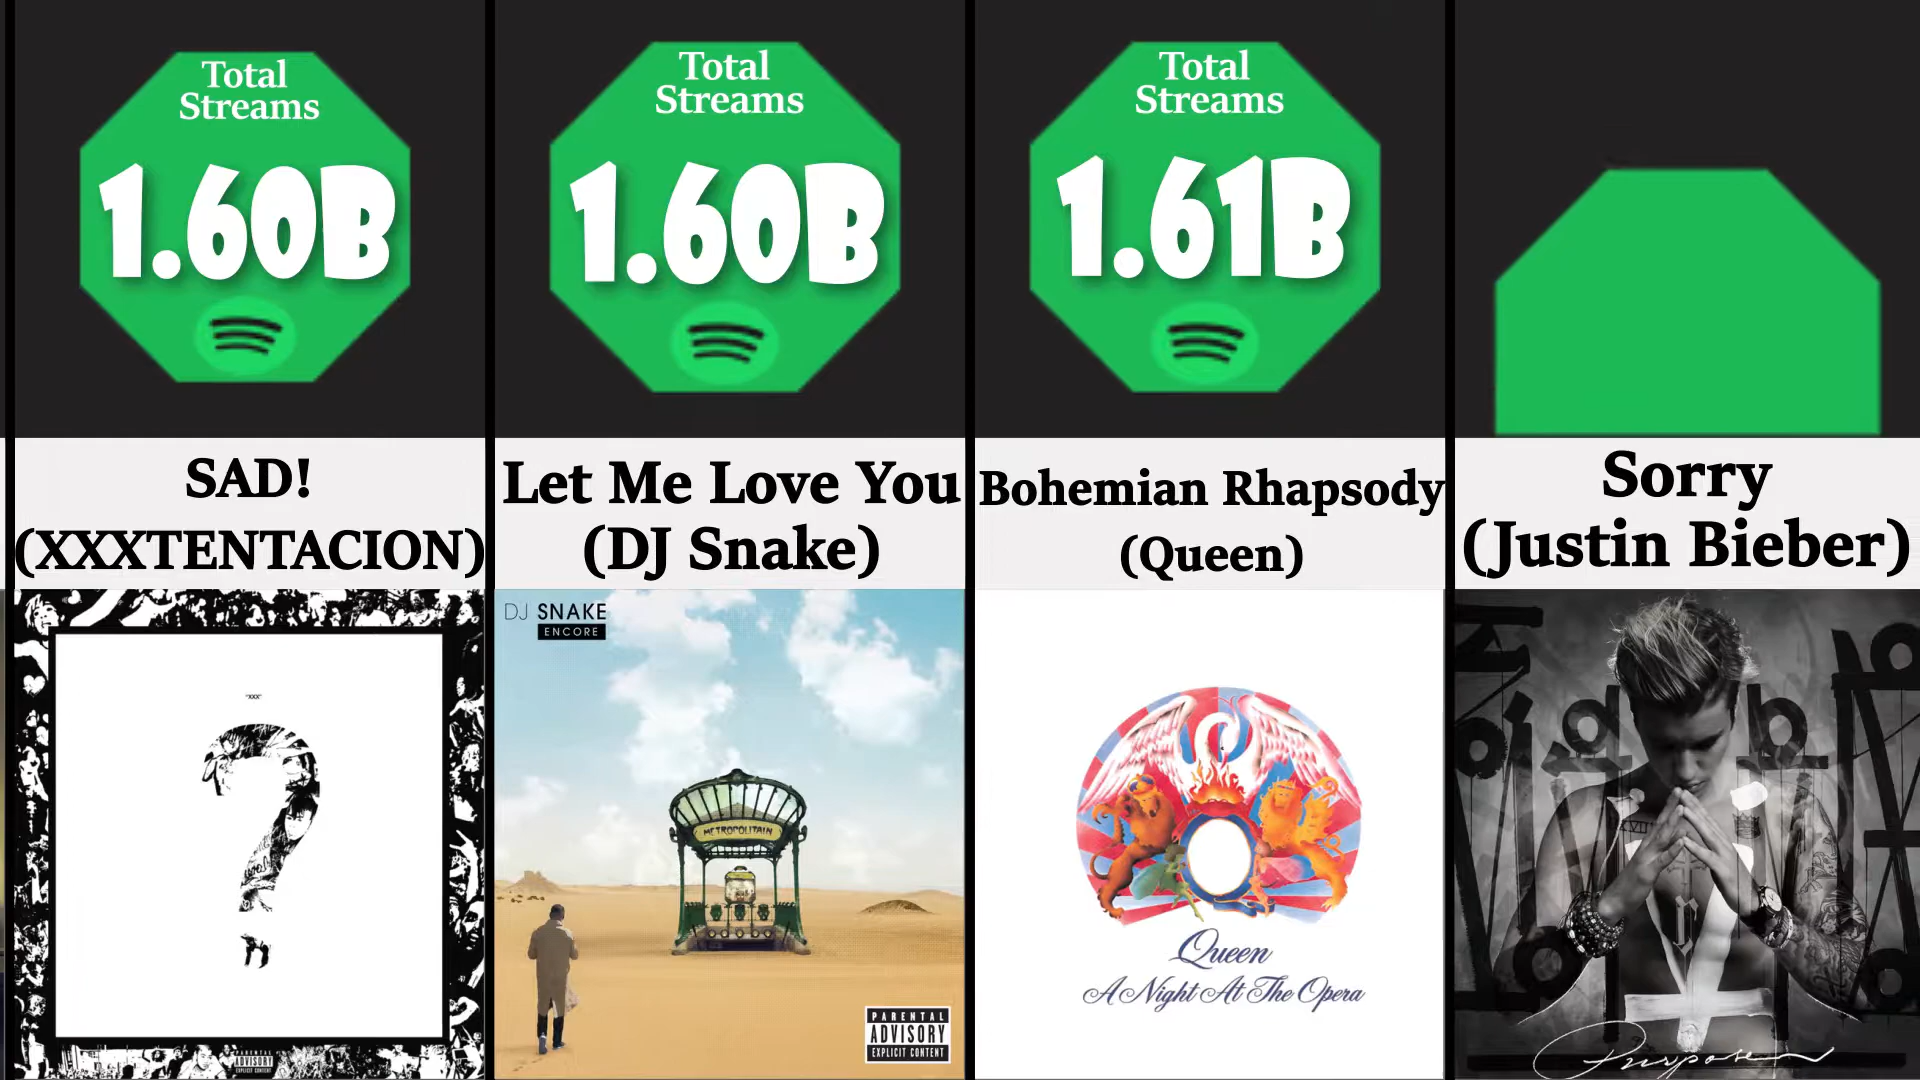 Total
Streams
1.60B
SAD!
(XXXTENTACION)
"XXX"
Total
Streams
1.60B
Let Me Love You
(DJ Snake)
DJ SNAKE
ENCORE
METROPOLITAIN
PARENTAL
ADVISORY
EXPLICIT CONTENT
Total
Streams
1.61B
Bohemian Rhapsody
(Queen)
Queen
A Night At The Opera
Sorry
(Justin Bieber)
Purpose